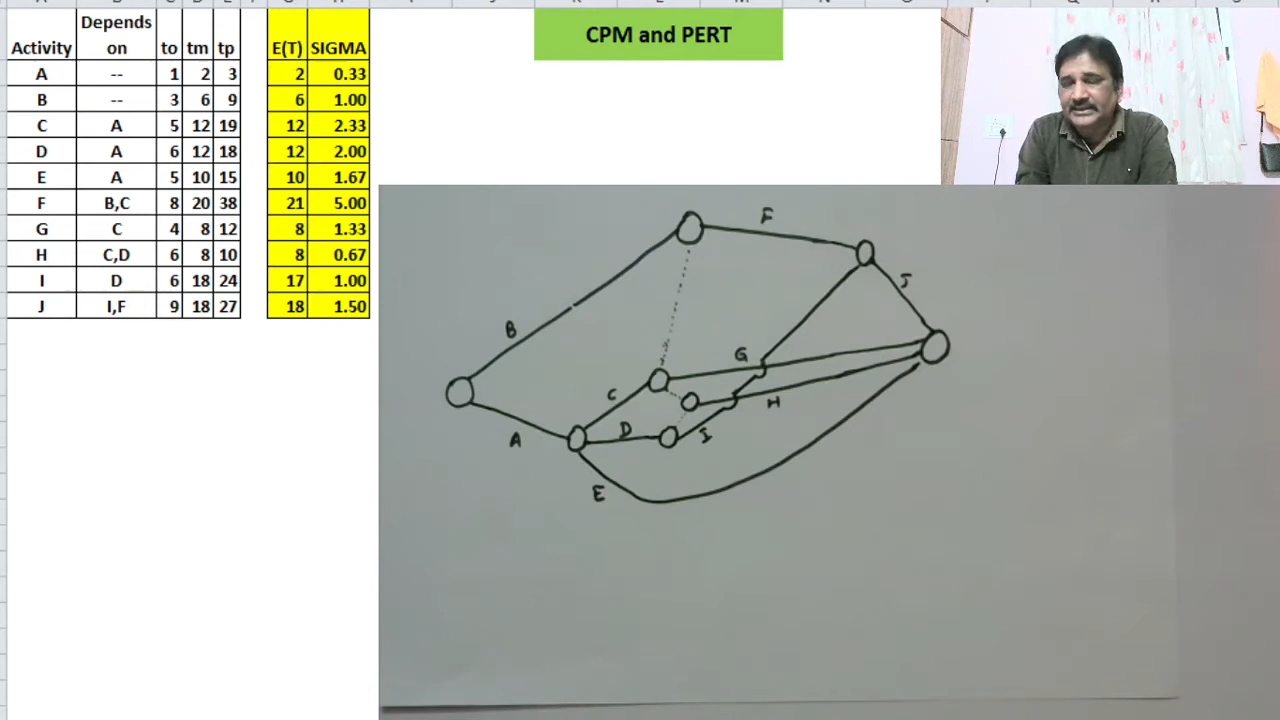 CPM and PERT
Activity Depends on to tm tp E(T) SIGMA
A -- 1 2 3 2 0.33
B -- 3 6 9 6 1.00
C A 5 12 19 12 2.33
D A 6 12 18 12 2.00
E A 5 10 15 10 1.67
F B,C 8 20 38 21 5.00
G C 4 8 12 8 1.33
H C,D 6 8 10 8 0.67
I D 6 18 24 17 1.00
J I,F 9 18 27 18 1.50
F
J
B
G
C
H
D
I
A
E